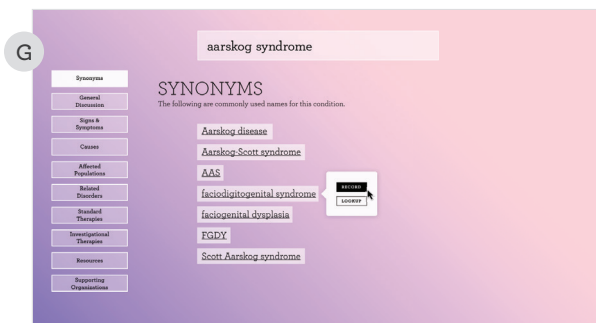 G
aarskog syndrome
Synonyms
General
Discussion
Signs &
Symptoms
Causes
Affected
Populations
Related
Disorders
Standard
Therapies
Investigational
Therapies
Resources
Supporting
Organizations
SYNONYMS
The following are commonly used names for this condition.
Aarskog disease
Aarskog-Scott syndrome
AAS
faciodigitogenital syndrome
RECORD
LOOKUP
faciogenital dysplasia
FGDY
Scott Aarskog syndrome